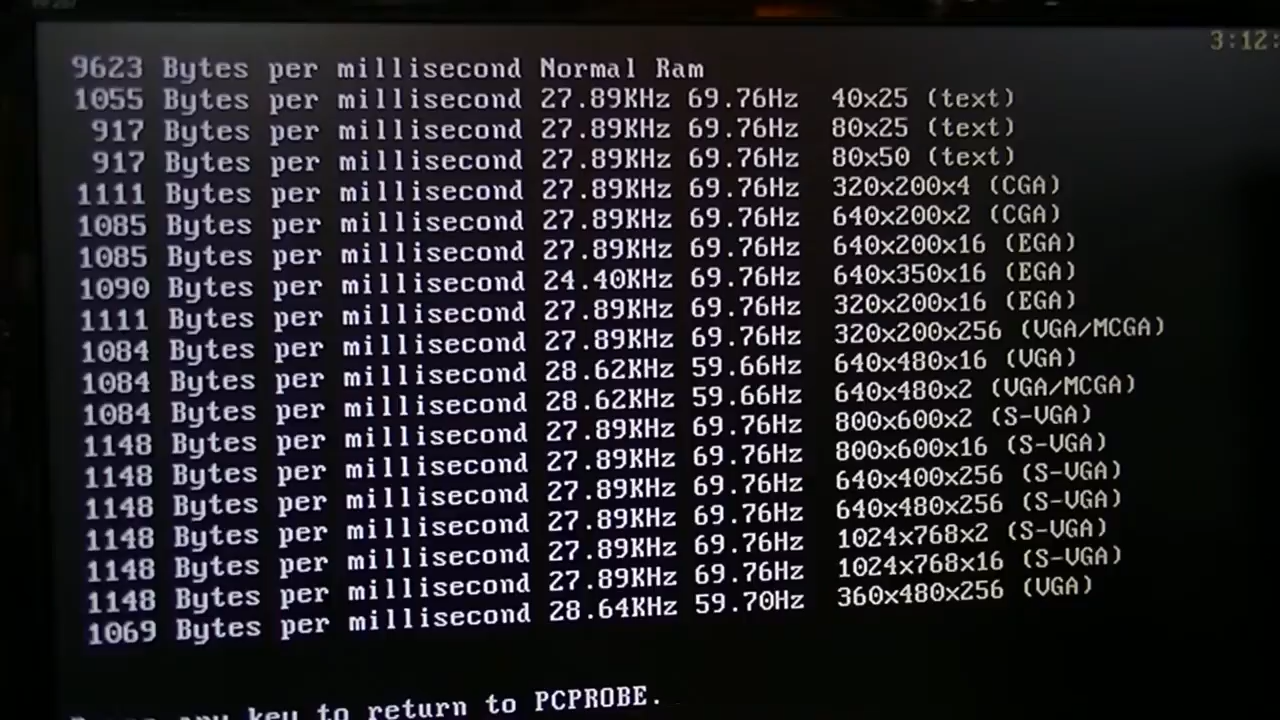 3:12:
9623 Bytes per millisecond Normal Ram
1055 Bytes per millisecond 27.89KHz 69.76Hz 40x25 (text)
917 Bytes per millisecond 27.89KHz 69.76Hz 80x25 (text)
917 Bytes per millisecond 27.89KHz 69.76Hz 80x50 (text)
1111 Bytes per millisecond 27.89KHz 69.76Hz 320x200x4 (CGA)
1085 Bytes per millisecond 27.89KHz 69.76Hz 640x200x2 (CGA)
1085 Bytes per millisecond 27.89KHz 69.76Hz 640x200x16 (EGA)
1090 Bytes per millisecond 24.40KHz 69.76Hz 640x350x16 (EGA)
1111 Bytes per millisecond 27.89KHz 69.76Hz 320x200x16 (EGA)
1084 Bytes per millisecond 27.89KHz 69.76Hz 320x200x256 (VGA/MCGA)
1084 Bytes per millisecond 28.62KHz 59.66Hz 640x480x16 (VGA)
1084 Bytes per millisecond 28.62KHz 59.66Hz 640x480x2 (VGA/MCGA)
1148 Bytes per millisecond 27.89KHz 69.76Hz 800x600x2 (S-VGA)
1148 Bytes per millisecond 27.89KHz 69.76Hz 800x600x16 (S-VGA)
1148 Bytes per millisecond 27.89KHz 69.76Hz 640x400x256 (S-VGA)
1148 Bytes per millisecond 27.89KHz 69.76Hz 640x480x256 (S-VGA)
1148 Bytes per millisecond 27.89KHz 69.76Hz 1024x768x2 (S-VGA)
1148 Bytes per millisecond 27.89KHz 69.76Hz 1024x768x16 (S-VGA)
1069 Bytes per millisecond 28.64KHz 59.70Hz 360x480x256 (VGA)
any key to return to PCPROBE.